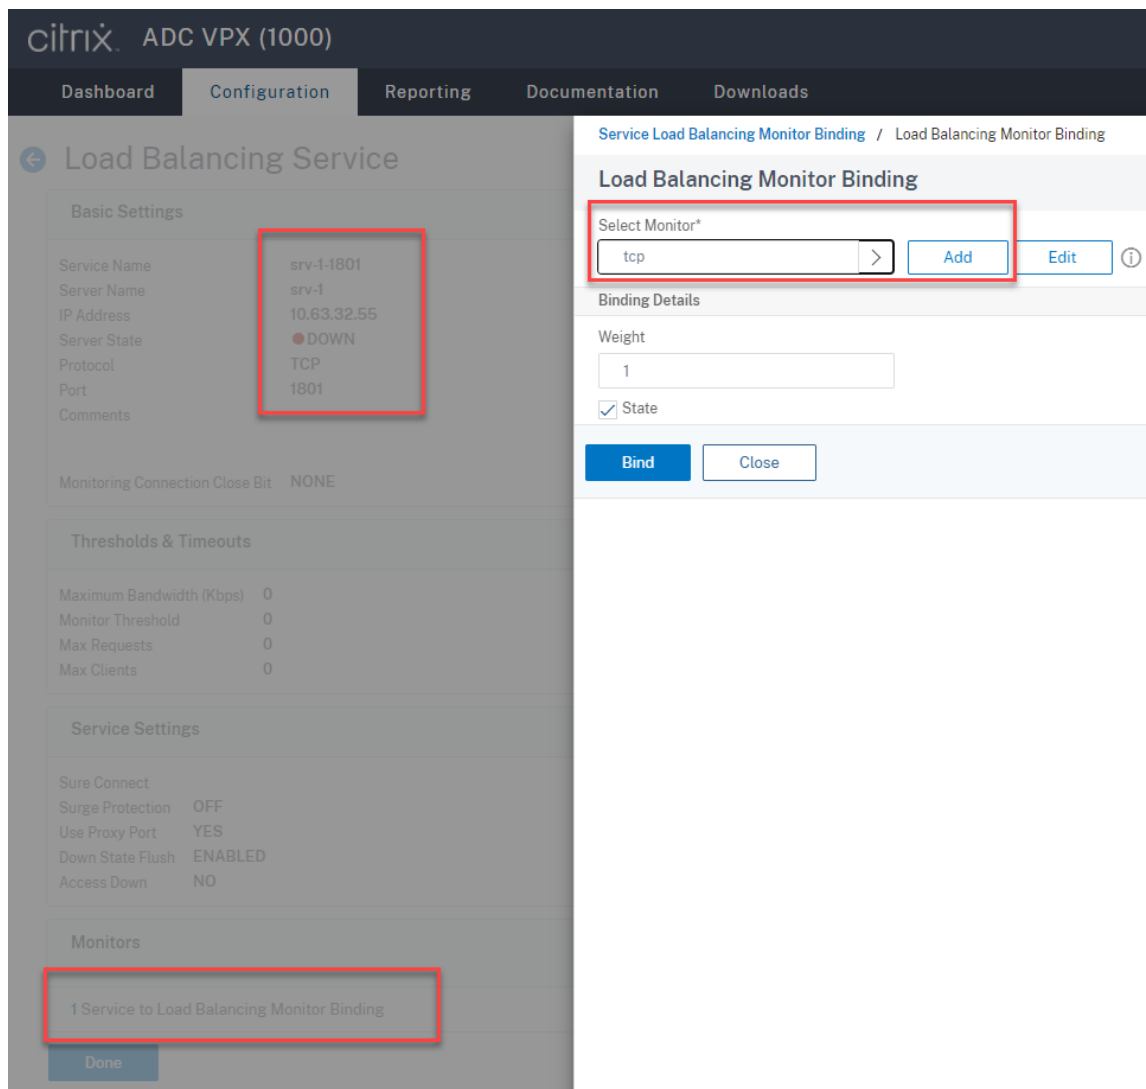 citrix. ADC VPX (1000)
Dashboard Configuration Reporting Documentation Downloads
Load Balancing Service
Basic Settings
Service Name srv-1-1801
Server Name srv-1
IP Address 10.63.32.55
Server State DOWN
Protocol TCP
Port 1801
Comments
Monitoring Connection Close Bit NONE
Thresholds & Timeouts
Maximum Bandwidth (Kbps) 0
Monitor Threshold 0
Max Requests 0
Max Clients 0
Service Settings
Sure Connect
Surge Protection OFF
Use Proxy Port YES
Down State Flush ENABLED
Access Down NO
Monitors
1 Service to Load Balancing Monitor Binding
Done
Service Load Balancing Monitor Binding / Load Balancing Monitor Binding
Load Balancing Monitor Binding
Select Monitor*
tcp > Add Edit
Binding Details
Weight
1
State
Bind Close